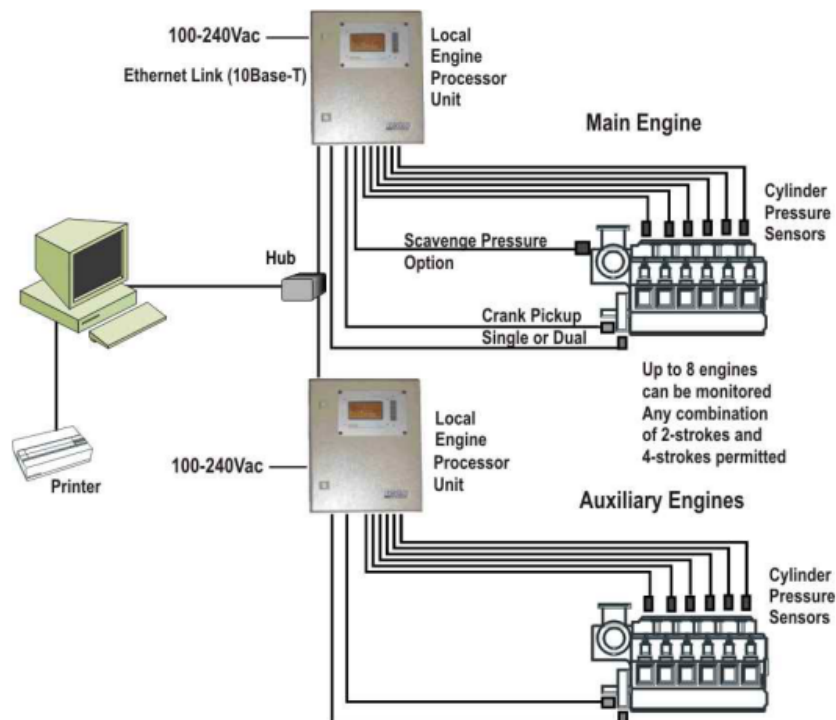 100-240Vac
Ethernet Link (10Base-T)
Local
Engine
Processor
Unit
Main Engine
Cylinder
Pressure
Sensors
Scavenge Pressure
Option
Hub
Crank Pickup
Single or Dual
Up to 8 engines
can be monitored
Any combination
of 2-strokes and
4-strokes permitted
Printer
100-240Vac
Local
Engine
Processor
Unit
Auxiliary Engines
Cylinder
Pressure
Sensors